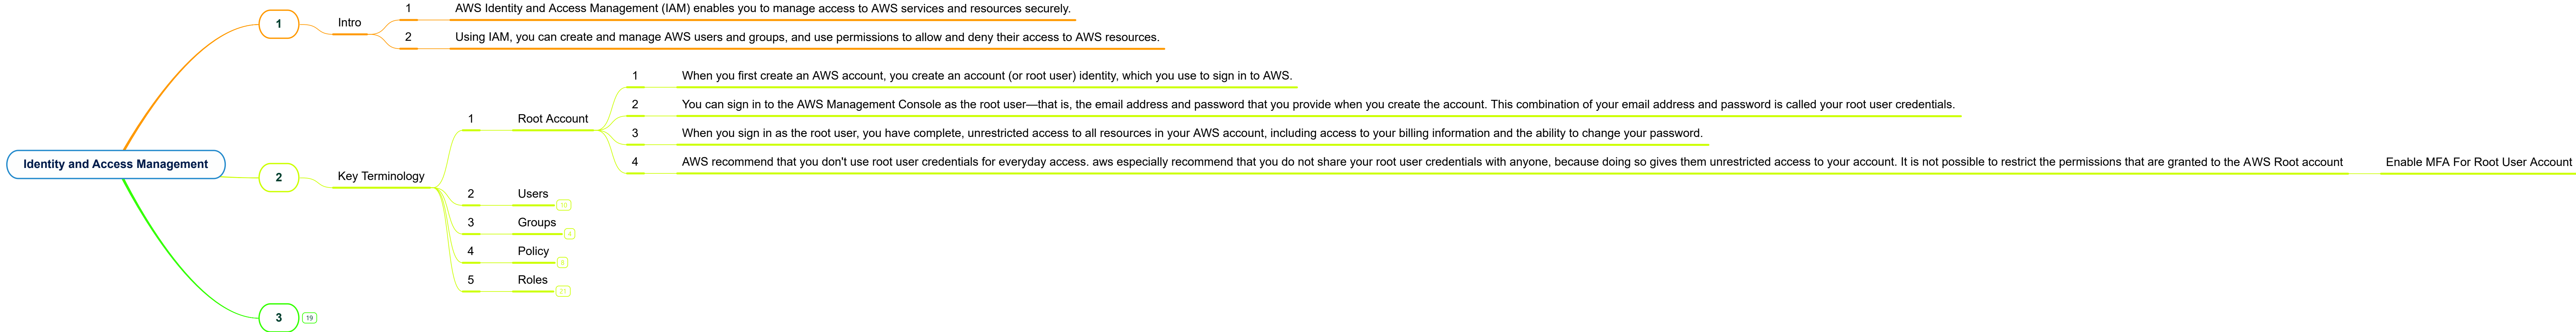 1
Intro
1
AWS Identity and Access Management (IAM) enables you to manage access to AWS services and resources securely.
2
Using IAM, you can create and manage AWS users and groups, and use permissions to allow and deny their access to AWS resources.
Identity and Access Management
2
Key Terminology
1
Root Account
1
When you first create an AWS account, you create an account (or root user) identity, which you use to sign in to AWS.
2
You can sign in to the AWS Management Console as the root user—that is, the email address and password that you provide when you create the account. This combination of your email address and password is called your root user credentials.
3
When you sign in as the root user, you have complete, unrestricted access to all resources in your AWS account, including access to your billing information and the ability to change your password.
4
AWS recommend that you don't use root user credentials for everyday access. aws especially recommend that you do not share your root user credentials with anyone, because doing so gives them unrestricted access to your account. It is not possible to restrict the permissions that are granted to the AWS Root account
Enable MFA For Root User Account
2
Users
3
Groups
4
Policy
5
Roles
3
19